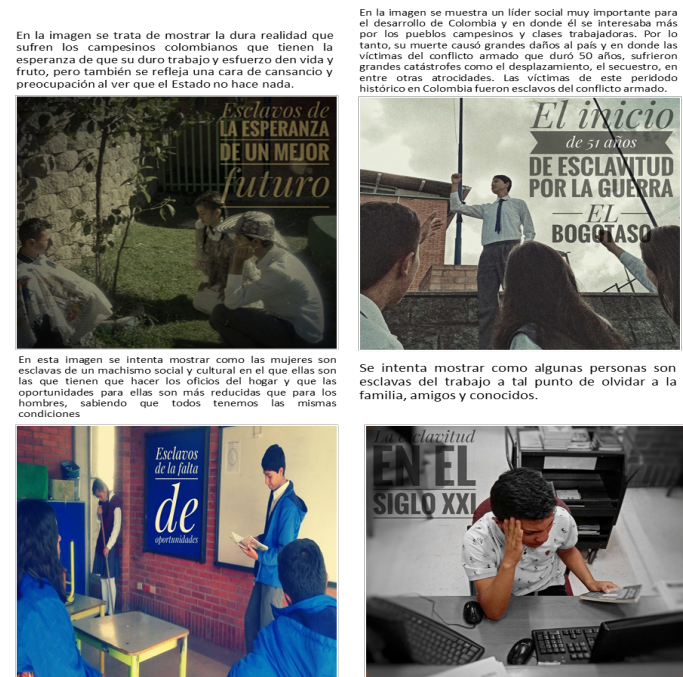 En la imagen se trata de mostrar la dura realidad que
sufren los campesinos colombianos que tienen la
esperanza de que su duro trabajo y esfuerzo den vida y
fruto, pero también se refleja una cara de cansancio y
preocupación al ver que el Estado no hace nada.
Esclavos de
LA ESPERANZA
DE UN MEJOR
futuro
En la imagen se muestra un líder social muy importante para
el desarrollo de Colombia y en donde él se interesaba más
por los pueblos campesinos y clases trabajadoras. Por lo
tanto, su muerte causó grandes daños al país y en donde las
víctimas del conflicto armado que duró 50 años, sufrieron
grandes catástrofes como el desplazamiento, el secuestro, en
entre otras atrocidades. Las víctimas de este peridodo
histórico en Colombia fueron esclavos del conflicto armado.
El inicio
de 51 años
DE ESCLAVITUD
POR LA GUERRA
EL
BOGOTASO
En esta imagen se intenta mostrar como las mujeres son
esclavas de un machismo social y cultural en el que ellas son
las que tienen que hacer los oficios del hogar y que las
oportunidades para ellas son más reducidas que para los
hombres, sabiendo que todos tenemos las mismas
condiciones
Esclavos
de la falta
de
oportunidades
Se intenta mostrar como algunas personas son
esclavas del trabajo a tal punto de olvidar a la
familia, amigos y conocidos.
La esclavitud
EN EL
SIGLO XXI